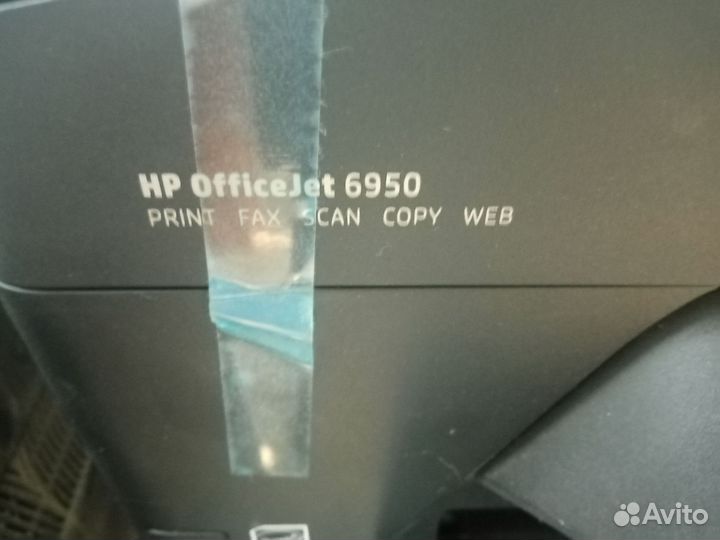 HP OfficeJet 6950
PRINT FAX SCAN COPY WEB
Avito